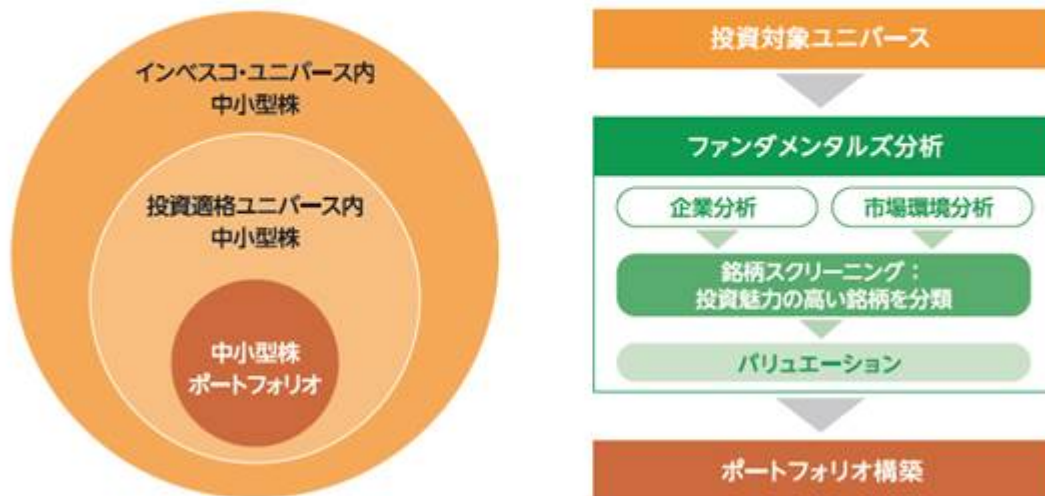 インベスコ・ユニバース内
中小型株
投資適格ユニバース内
中小型株
中小型株
ポートフォリオ
投資対象ユニバース
ファンダメンタルズ分析
企業分析
市場環境分析
銘柄スクリーニング：
投資魅力の高い銘柄を分類
バリュエーション
ポートフォリオ構築